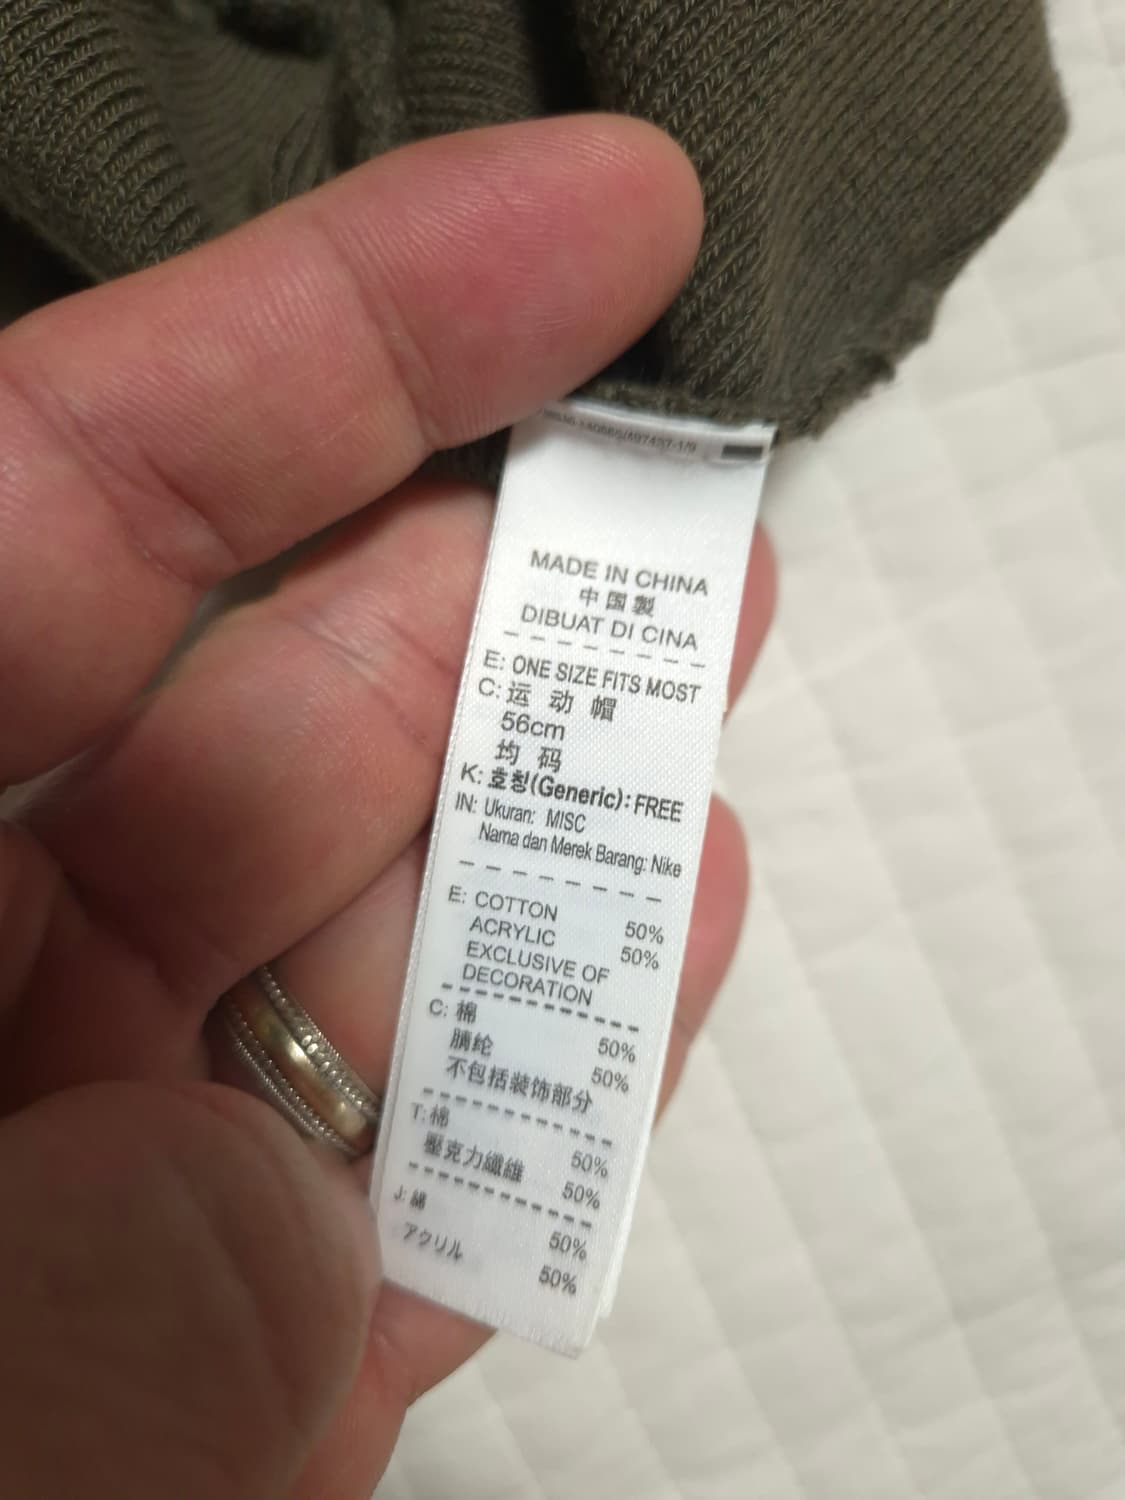 MADE IN CHINA
中国製
DIBUAT DI CINA
E: ONE SIZE FITS MOST
C: 运 动 帽
56cm
均 码
K: 호칭(Generic): FREE
IN: Ukuran: MISC
Nama dan Merek Barang: Nike
E: COTTON 50%
ACRYLIC 50%
EXCLUSIVE OF
DECORATION
C: 棉 50%
腈纶 50%
不包括装饰部分
T: 棉 50%
壓克力纖維 50%
J: 綿 50%
アクリル 50%